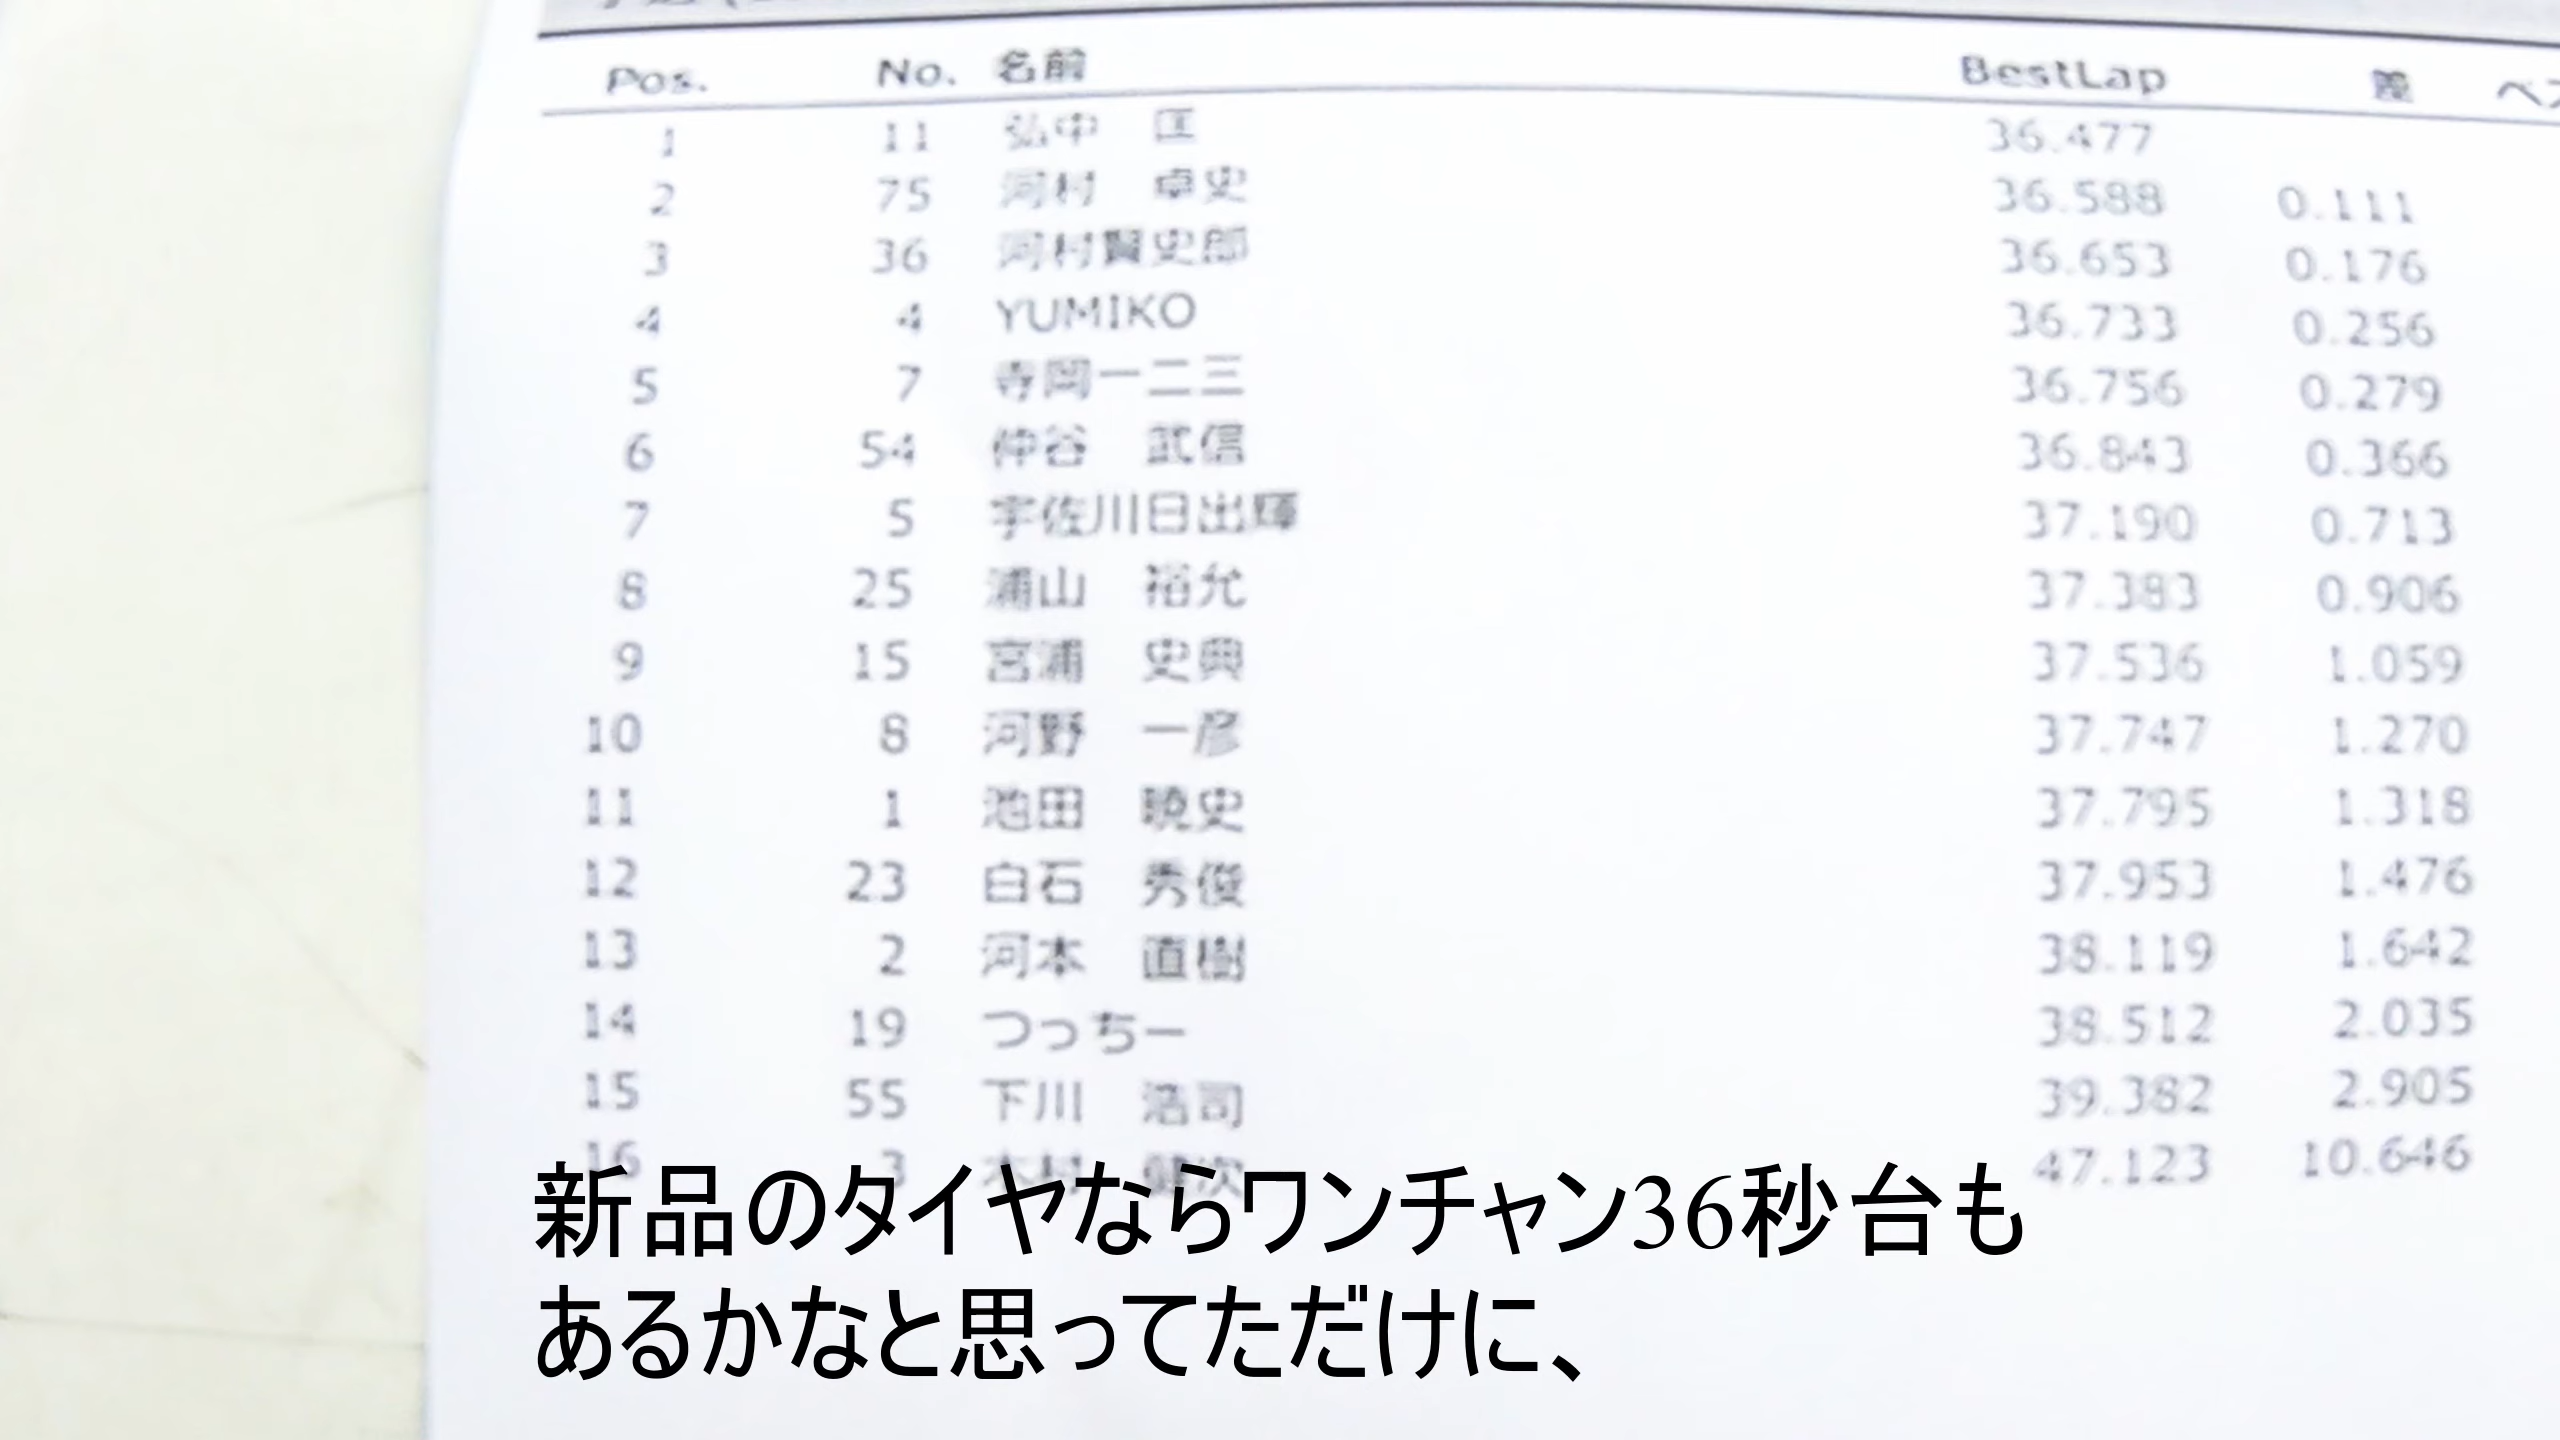 Pos. No. 名前 BestLap 差
1 11 弘中 匡 36.477
2 75 河村 卓史 36.588 0.111
3 36 河村賢史郎 36.653 0.176
4 4 YUMIKO 36.733 0.256
5 7 寺岡一二三 36.756 0.279
6 54 仲谷 武信 36.843 0.366
7 5 宇佐川日出輝 37.190 0.713
8 25 浦山 裕允 37.383 0.906
9 15 宮浦 史典 37.536 1.059
10 8 河野 一彦 37.747 1.270
11 1 池田 暁史 37.795 1.318
12 23 白石 秀俊 37.953 1.476
13 2 河本 直樹 38.119 1.642
14 19 つっちー 38.512 2.035
15 55 下川 浩司 39.382 2.905
16 3 47.123 10.646
新品のタイヤならワンチャン36秒台も
あるかなと思ってただけに、